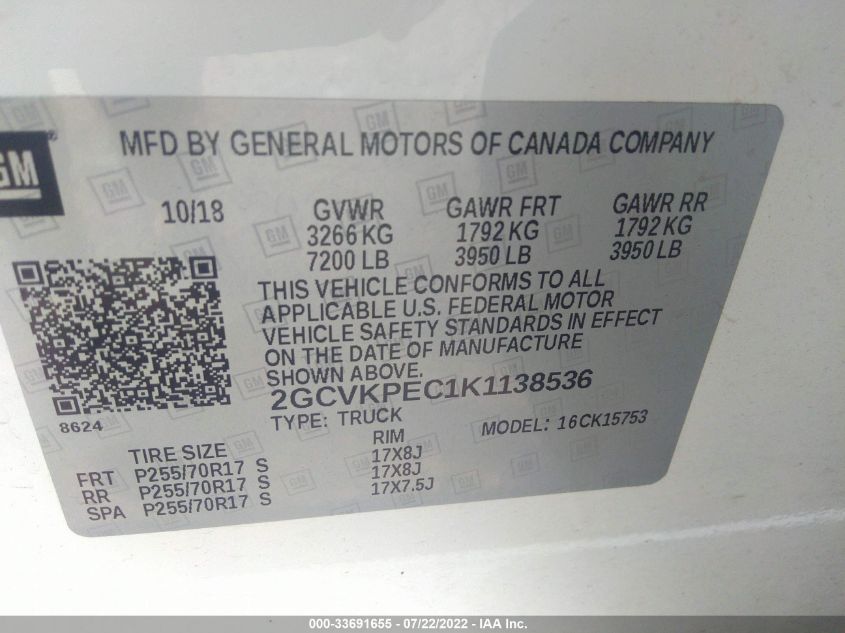 GM
MFD BY GENERAL MOTORS OF CANADA COMPANY
10/18 GVWR GAWR FRT GAWR RR
3266 KG 1792 KG 1792 KG
7200 LB 3950 LB 3950 LB
THIS VEHICLE CONFORMS TO ALL
APPLICABLE U.S. FEDERAL MOTOR
VEHICLE SAFETY STANDARDS IN EFFECT
ON THE DATE OF MANUFACTURE
SHOWN ABOVE.
2GCVKPEC1K1138536
8624 TYPE: TRUCK MODEL: 16CK15753
TIRE SIZE RIM
FRT P255/70R17 S 17X8J
RR P255/70R17 S 17X8J
SPA P255/70R17 S 17X7.5J
000-33691655 - 07/22/2022 - IAA Inc.